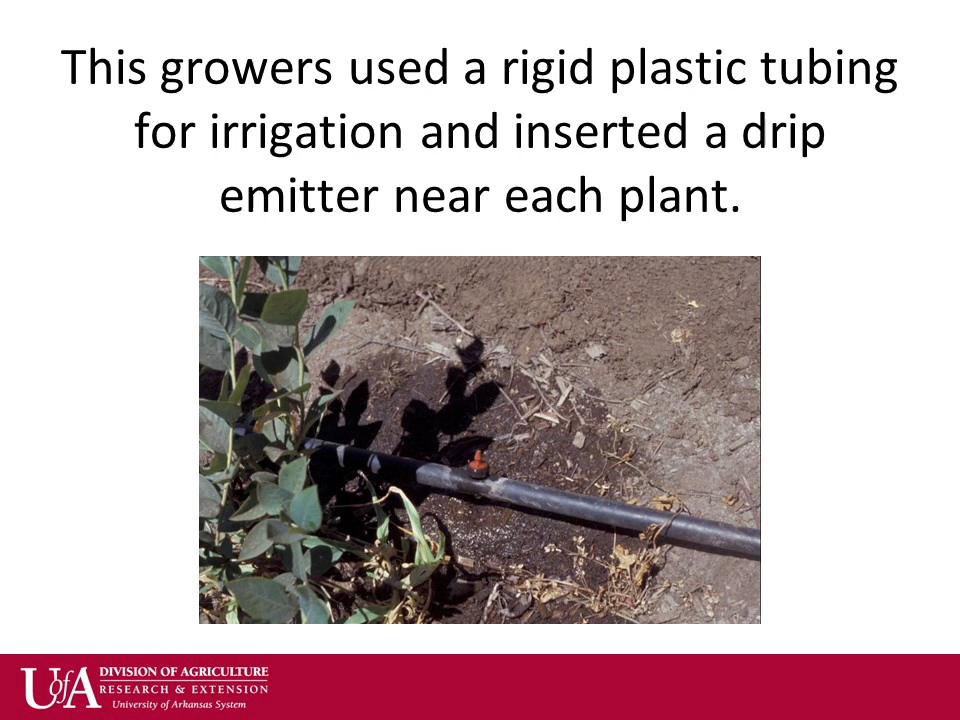 This growers used a rigid plastic tubing
for irrigation and inserted a drip
emitter near each plant.
UofA
DIVISION OF AGRICULTURE
RESEARCH & EXTENSION
University of Arkansas System